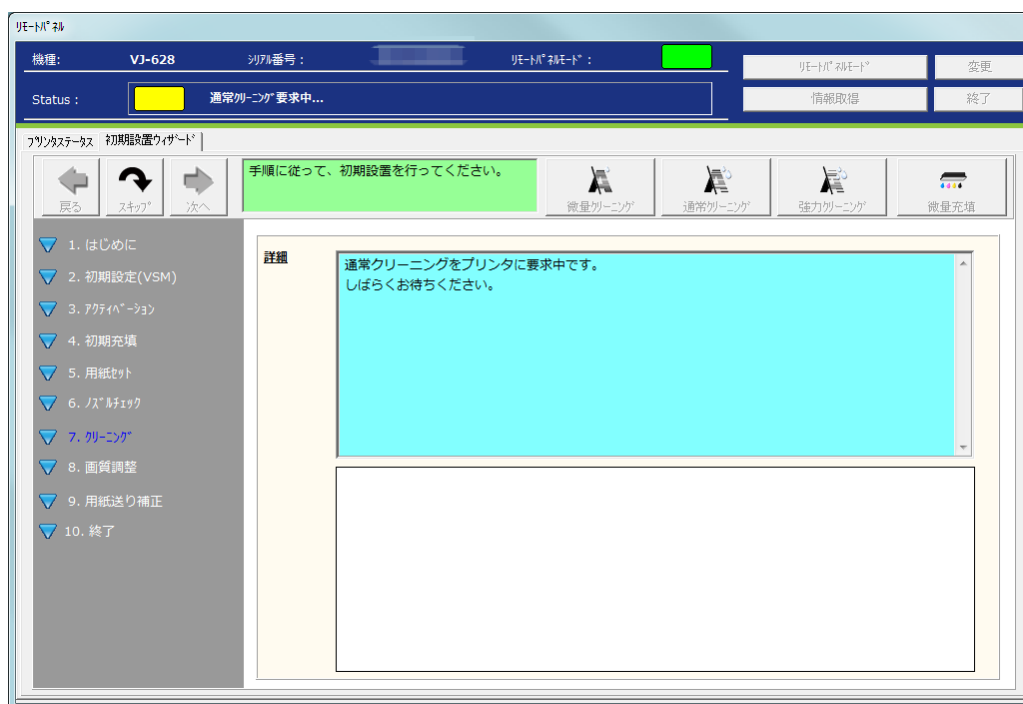 ﾘﾓｰﾄﾊﾟﾈﾙ
機種: VJ-628 ｼﾘｱﾙ番号 : ﾘﾓｰﾄﾊﾟﾈﾙﾓｰﾄﾞ :
ﾘﾓｰﾄﾊﾟﾈﾙﾓｰﾄﾞ 変更
Status : 通常ｸﾘｰﾆﾝｸﾞ要求中...
情報取得 終了
ﾌﾟﾘﾝﾀｽﾃｰﾀｽ 初期設置ｳｨｻﾞｰﾄﾞ
戻る ｽｷｯﾌﾟ 次へ
手順に従って、初期設置を行ってください。
微量ｸﾘｰﾆﾝｸﾞ 通常ｸﾘｰﾆﾝｸﾞ 強力ｸﾘｰﾆﾝｸﾞ 微量充填
1. はじめに
2. 初期設定(VSM)
3. ｱｸﾃｨﾍﾞｰｼｮﾝ
4. 初期充填
5. 用紙ｾｯﾄ
6. ﾉｽﾞﾙﾁｪｯｸ
7. ｸﾘｰﾆﾝｸﾞ
8. 画質調整
9. 用紙送り補正
10. 終了
詳細
通常クリーニングをプリンタに要求中です。
しばらくお待ちください。